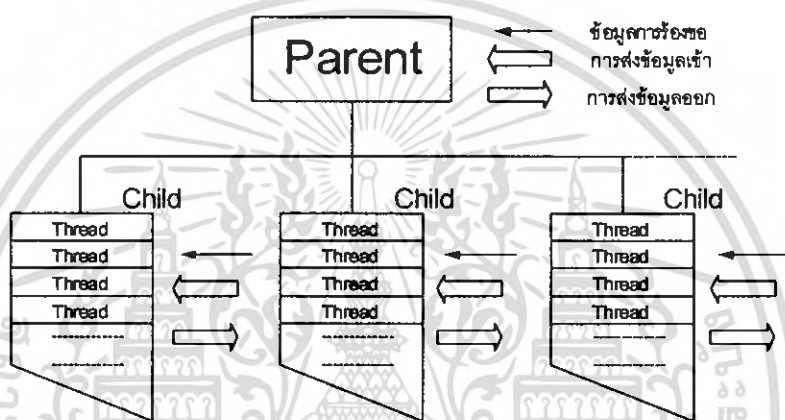 Parent
ข้อมูลการร้องขอ
การส่งข้อมูลเข้า
การส่งข้อมูลออก
Child
Child
Child
Thread
Thread
Thread
Thread
Thread
Thread
Thread
Thread
Thread
Thread
Thread
Thread